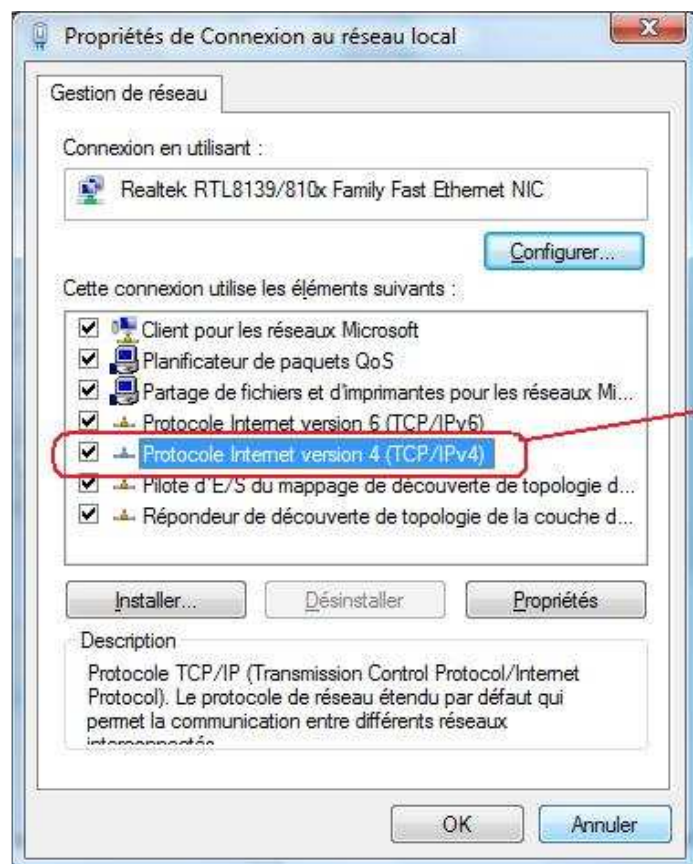 Propriétés de Connexion au réseau local
Gestion de réseau
Connexion en utilisant :
Realtek RTL8139/810x Family Fast Ethernet NIC
Configurer...
Cette connexion utilise les éléments suivants :
Client pour les réseaux Microsoft
Planificateur de paquets QoS
Partage de fichiers et d'imprimantes pour les réseaux Mi...
Protocole Internet version 6 (TCP/IPv6)
Protocole Internet version 4 (TCP/IPv4)
Pilote d'E/S du mappage de découverte de topologie d...
Répondeur de découverte de topologie de la couche d...
Installer...
Désinstaller
Propriétés
Description
Protocole TCP/IP (Transmission Control Protocol/Internet
Protocol). Le protocole de réseau étendu par défaut qui
permet la communication entre différents réseaux
interconnectés.
OK
Annuler